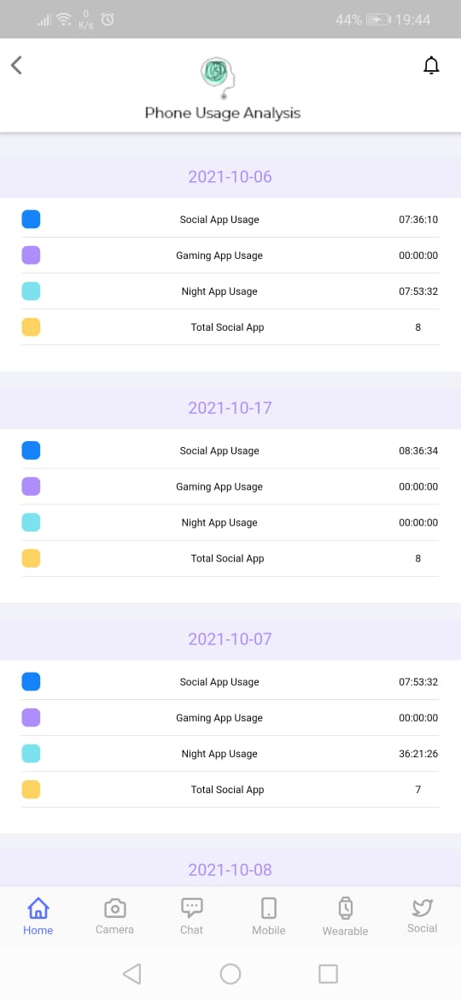 0
K/s
44%
19:44
Phone Usage Analysis
2021-10-06
Social App Usage 07:36:10
Gaming App Usage 00:00:00
Night App Usage 07:53:32
Total Social App 8
2021-10-17
Social App Usage 08:36:34
Gaming App Usage 00:00:00
Night App Usage 00:00:00
Total Social App 8
2021-10-07
Social App Usage 07:53:32
Gaming App Usage 00:00:00
Night App Usage 36:21:26
Total Social App 7
2021-10-08
Home Camera Chat Mobile Wearable Social